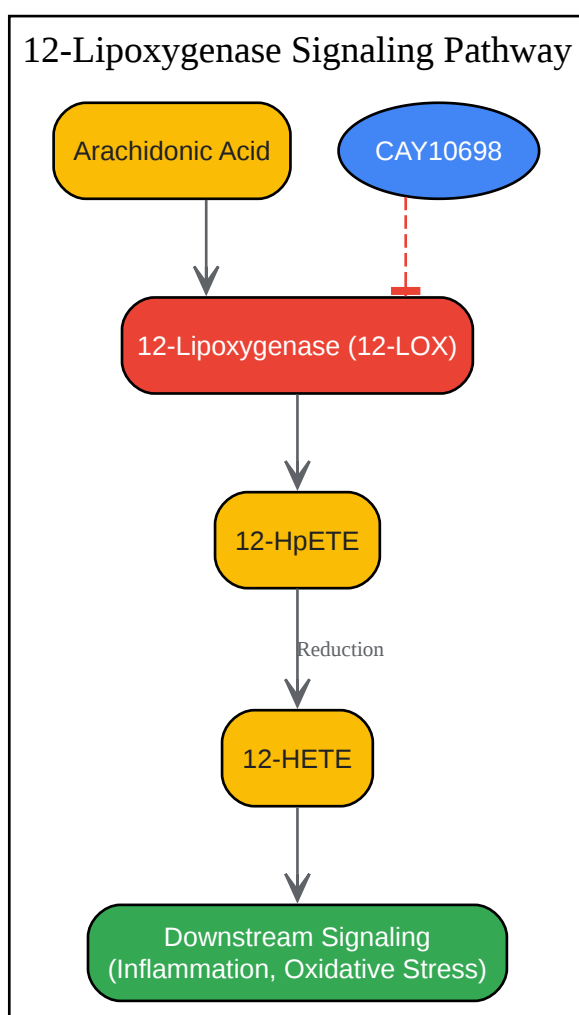 12-Lipoxygenase Signaling Pathway
Arachidonic Acid
CAY10698
12-Lipoxygenase (12-LOX)
12-HpETE
Reduction
12-HETE
Downstream Signaling
(Inflammation, Oxidative Stress)